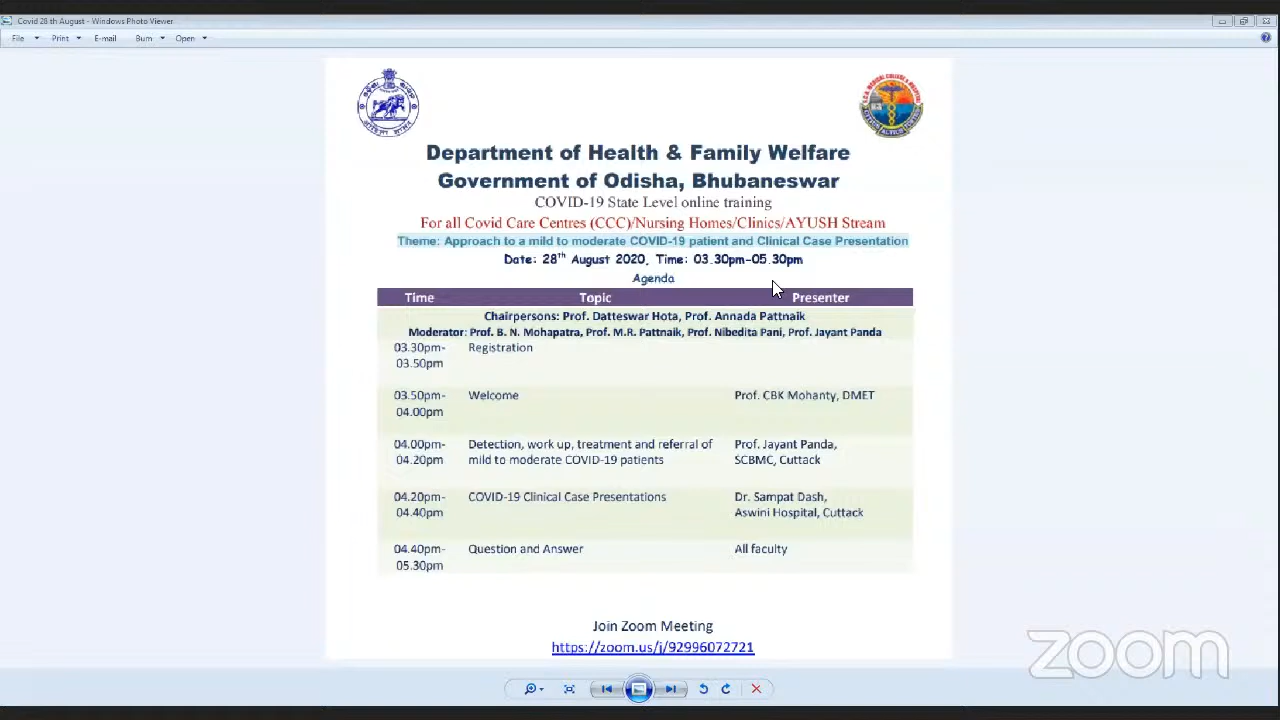 Covid 28 th August - Windows Photo Viewer
File Print E-mail Burn Open
Department of Health & Family Welfare
Government of Odisha, Bhubaneswar
COVID-19 State Level online training
For all Covid Care Centres (CCC)/Nursing Homes/Clinics/AYUSH Stream
Theme: Approach to a mild to moderate COVID-19 patient and Clinical Case Presentation
Date: 28th August 2020, Time: 03.30pm-05.30pm
Agenda
Time Topic Presenter
Chairpersons: Prof. Datteswar Hota, Prof. Annada Pattnaik
Moderator: Prof. B. N. Mohapatra, Prof. M.R. Pattnaik, Prof. Nibedita Pani, Prof. Jayant Panda
03.30pm- Registration
03.50pm
03.50pm- Welcome Prof. CBK Mohanty, DMET
04.00pm
04.00pm- Detection, work up, treatment and referral of Prof. Jayant Panda,
04.20pm mild to moderate COVID-19 patients SCBMC, Cuttack
04.20pm- COVID-19 Clinical Case Presentations Dr. Sampat Dash,
04.40pm Aswini Hospital, Cuttack
04.40pm- Question and Answer All faculty
05.30pm
Join Zoom Meeting
https://zoom.us/j/92996072721
zoom